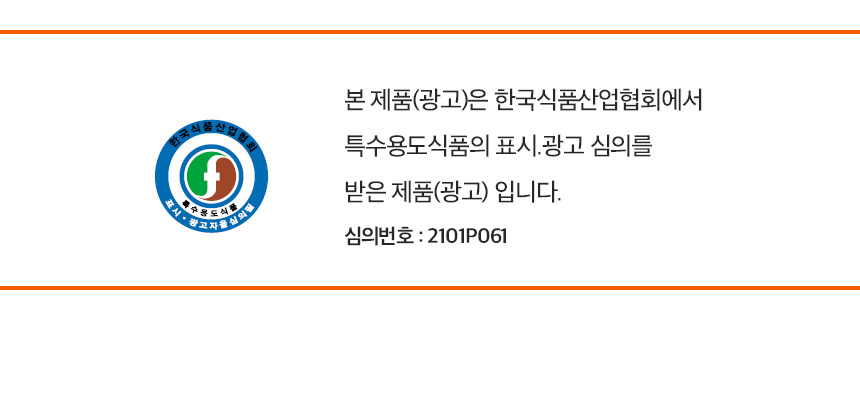 한국식품산업협회
f
특수용도식품
표시·광고자율심의필
본 제품(광고)은 한국식품산업협회에서
특수용도식품의 표시.광고 심의를
받은 제품(광고) 입니다.
심의번호 : 2101P061